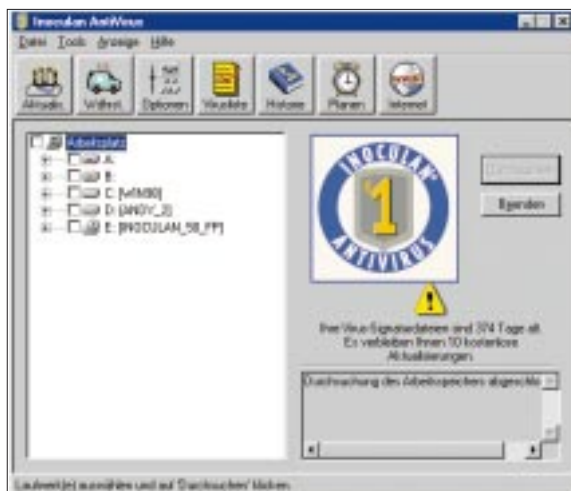 Inoculan AntiVirus
Datei Tools Anzeige Hilfe
Aktualis. Optionen Virusliste Historie Planen Internet
Arbeitsplatz
A:
B:
C: [WIN98]
D: [ANDY_2]
E: [INOCULAN_98_FP]
INOCULAN
1
ANTIVIRUS
Durchsuchen
Beenden
Ihre Virus-Signaturdateien sind 374 Tage alt.
Es verbleiben Ihnen 10 kostenlose
Aktualisierungen.
Durchsuchung des Arbeitsspeichers abgeschlo
Laufwerk(e) auswählen und auf 'Durchsuchen' klicken.